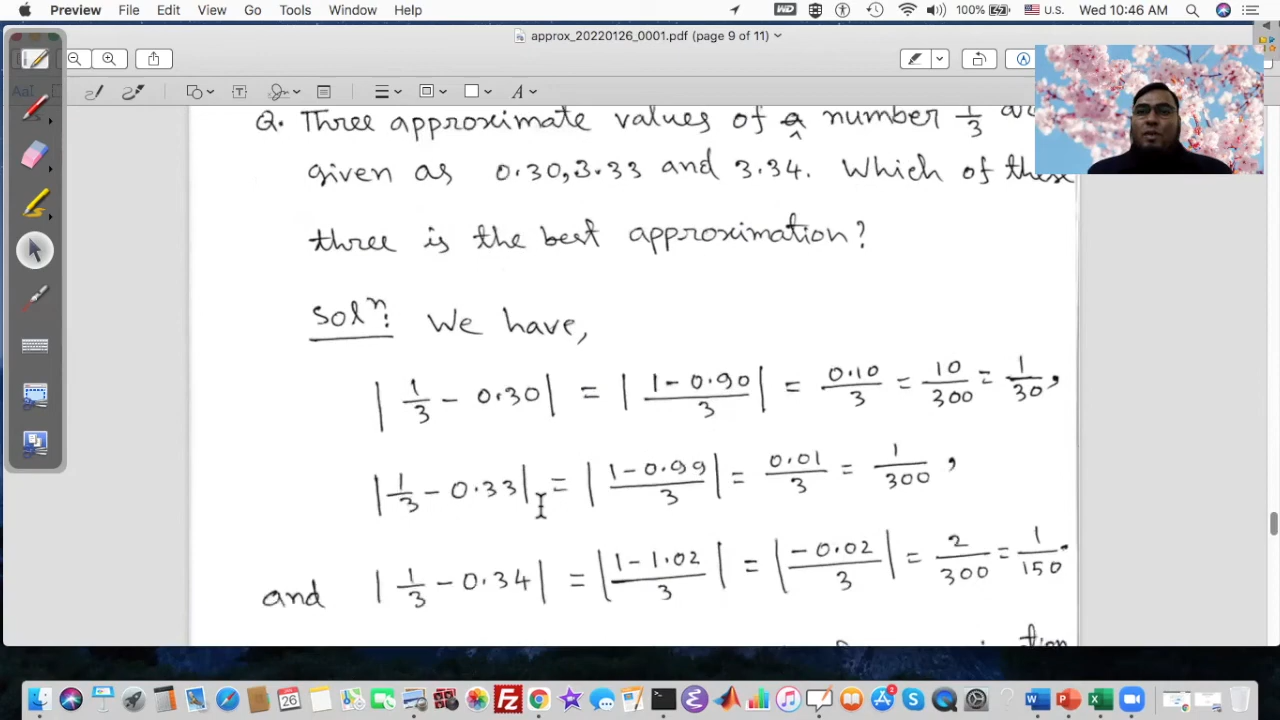 Preview File Edit View Go Tools Window Help 100% U.S. Wed 10:46 AM
approx_20220126_0001.pdf (page 9 of 11)
Q. Three approximate values of a number 1/3 are
given as 0.30, 3.33 and 3.34. Which of these
three is the best approximation?
Solⁿ: We have,
|1/3 - 0.30| = |(1 - 0.90)/3| = 0.10/3 = 10/300 = 1/30,
|1/3 - 0.33| = |(1 - 0.99)/3| = 0.01/3 = 1/300,
and |1/3 - 0.34| = |(1 - 1.02)/3| = |(-0.02)/3| = 2/300 = 1/150.